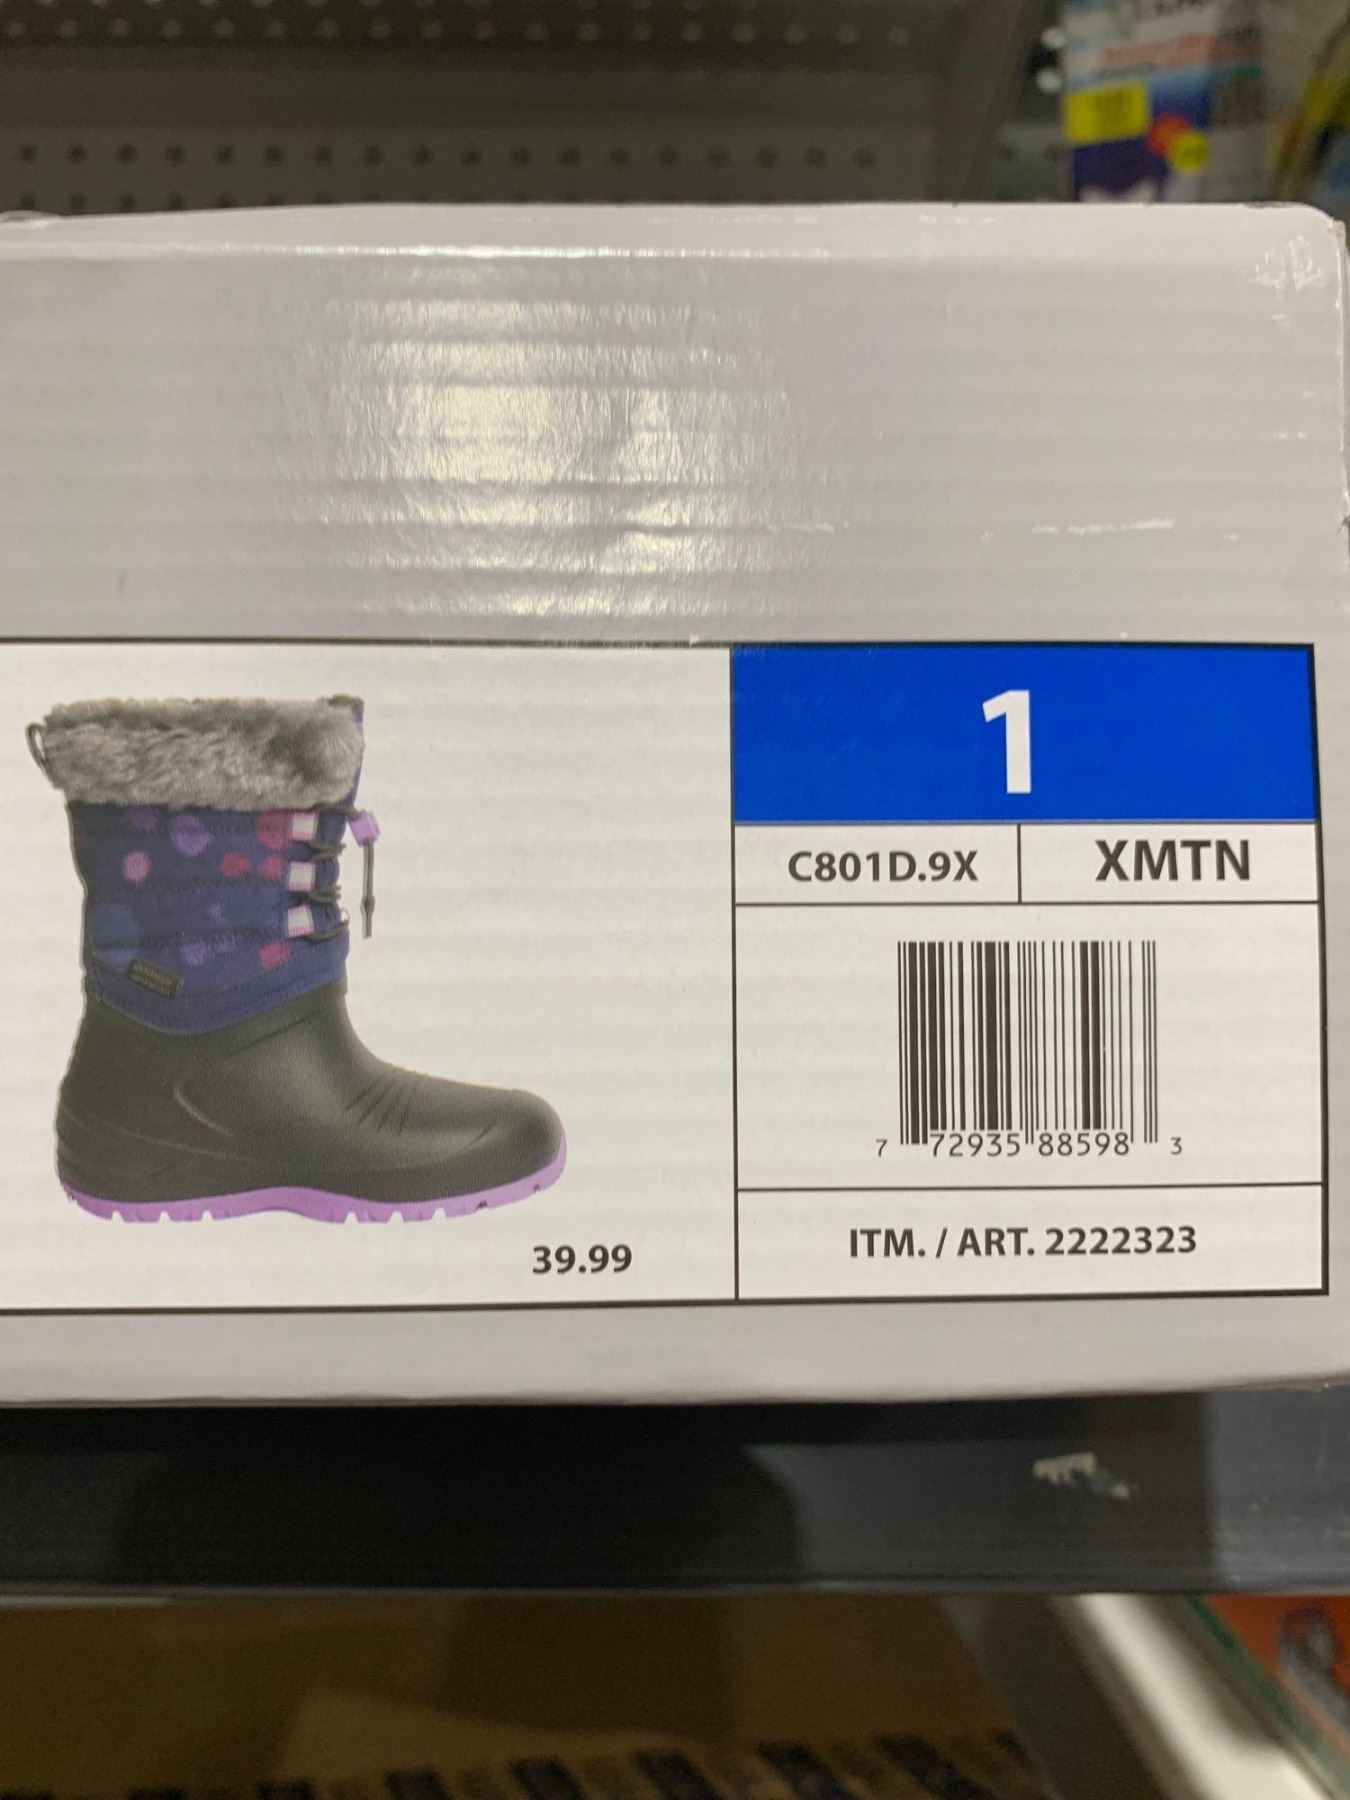 1
C801D.9X
XMTN
7 72935 88598 3
39.99
ITM. / ART. 2222323